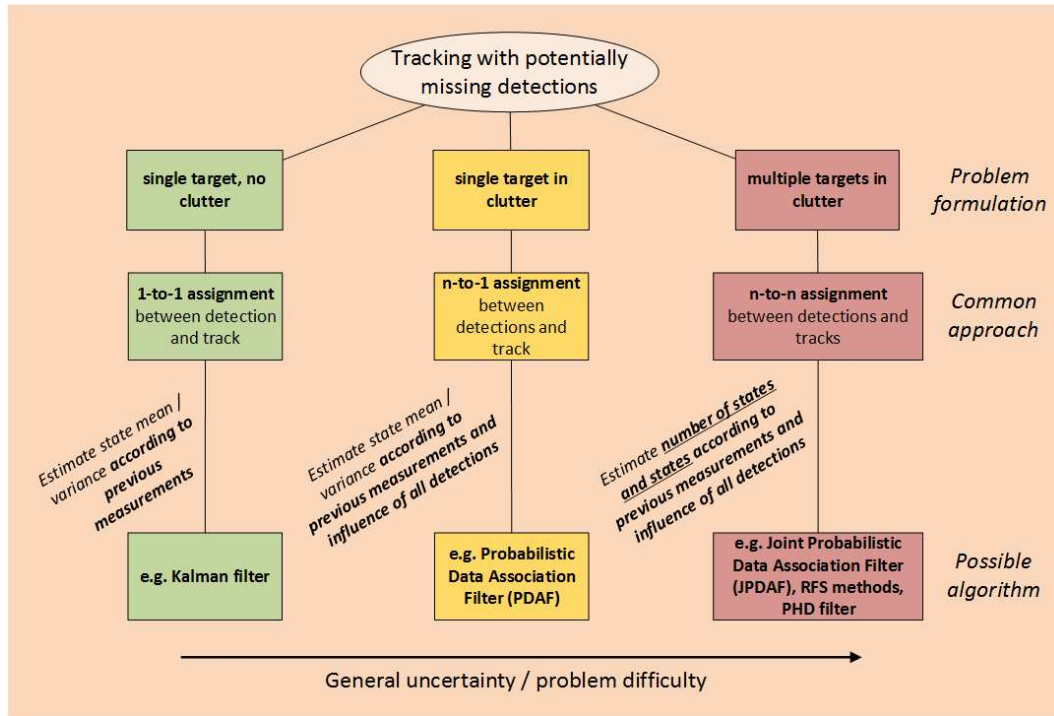 Tracking with potentially
missing detections
single target, no
clutter
single target in
clutter
multiple targets in
clutter
Problem
formulation
1-to-1 assignment
between detection
and track
n-to-1 assignment
between
detections and
track
n-to-n assignment
between detections and
tracks
Common
approach
Estimate state mean /
variance according to
previous
measurements
Estimate state mean /
variance according to
previous measurements and
influence of all detections
Estimate number of states
and states according to
previous measurements and
influence of all detections
e.g. Kalman filter
e.g. Probabilistic
Data Association
Filter (PDAF)
e.g. Joint Probabilistic
Data Association Filter
(JPDAF), RFS methods,
PHD filter
Possible
algorithm
General uncertainty / problem difficulty